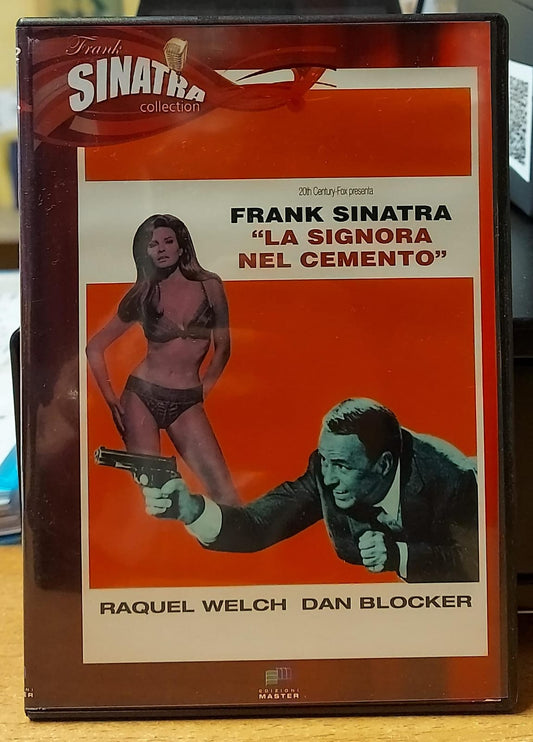 Frank
SINATRA
collection
20th Century-Fox presenta
FRANK SINATRA
“LA SIGNORA
NEL CEMENTO”
RAQUEL WELCH DAN BLOCKER
EDIZIONI
MASTER